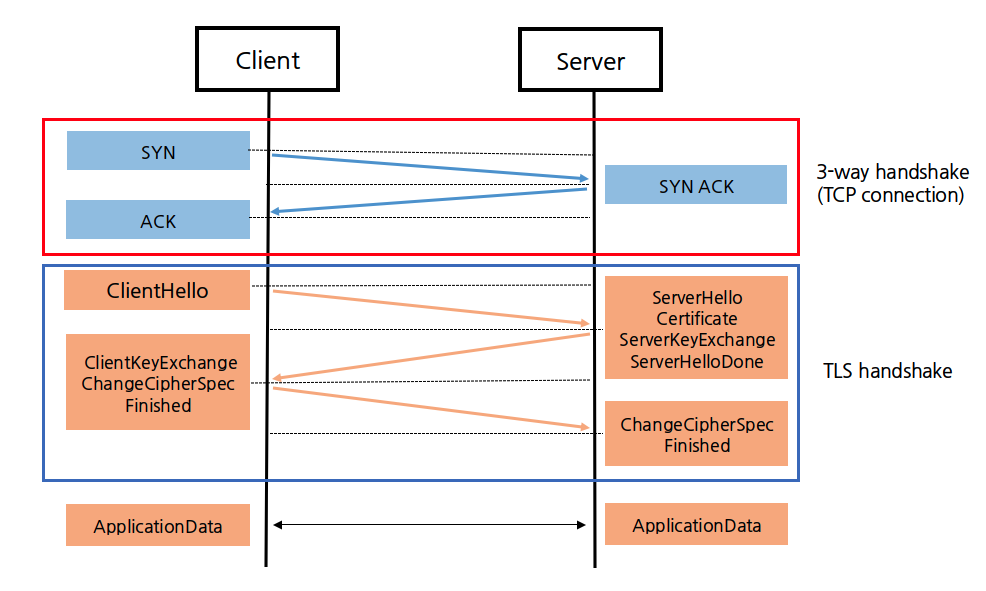 Client
Server
SYN
SYN ACK
ACK
3-way handshake
(TCP connection)
ClientHello
ServerHello
Certificate
ServerKeyExchange
ServerHelloDone
ClientKeyExchange
ChangeCipherSpec
Finished
ChangeCipherSpec
Finished
TLS handshake
ApplicationData
ApplicationData